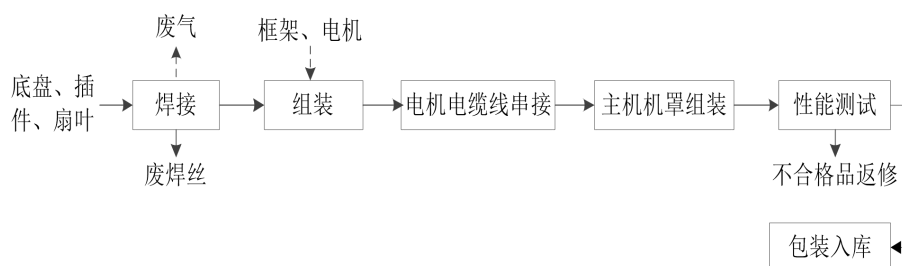 废气
框架、电机
底盘、插
件、扇叶
焊接
组装
电机电缆线串接
主机机罩组装
性能测试
废焊丝
不合格品返修
包装入库